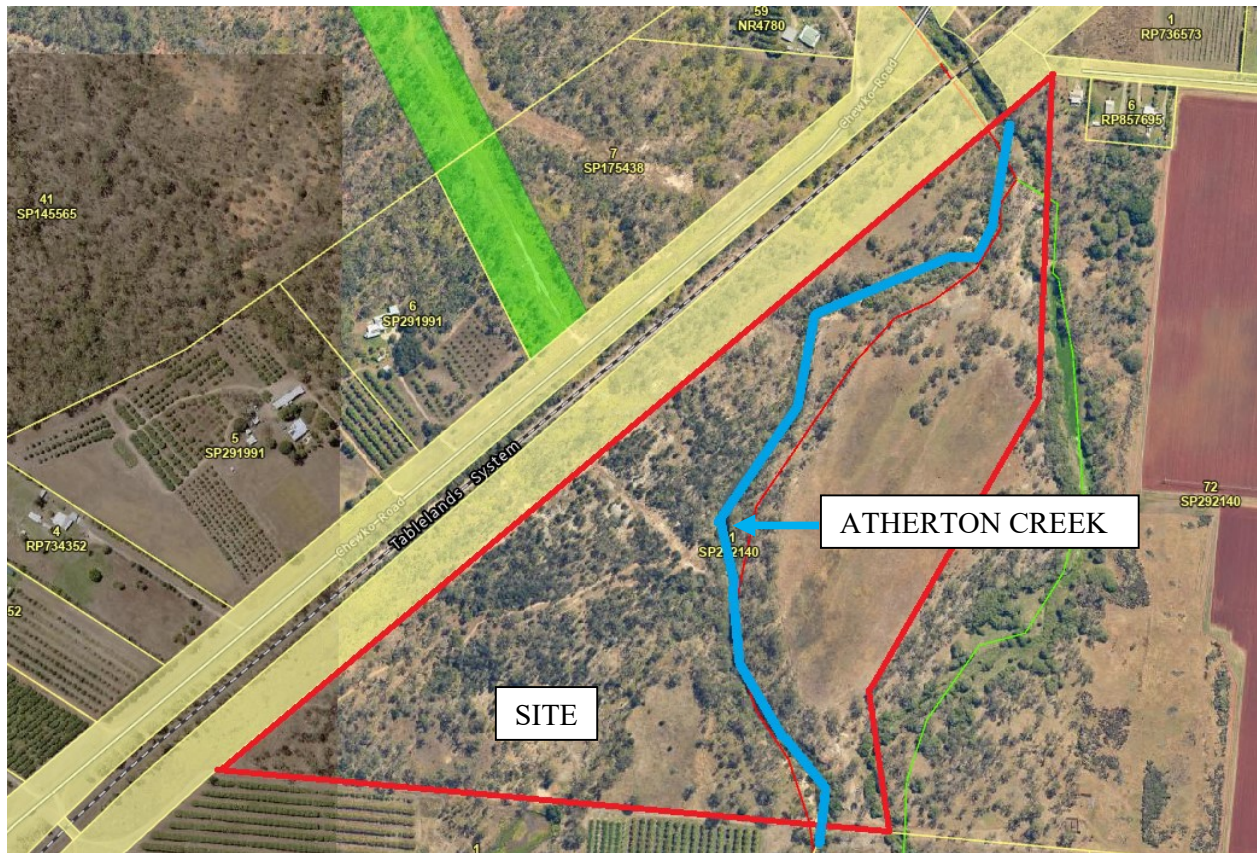 59
NR4780
1
RP736573
6
RP857695
Chewko-Road
7
SP175438
41
SP145565
6
SP291991
5
SP291991
Tablelands-System
Chewko-Road
4
RP734352
52
72
SP292140
ATHERTON CREEK
1
SP292140
SITE
1